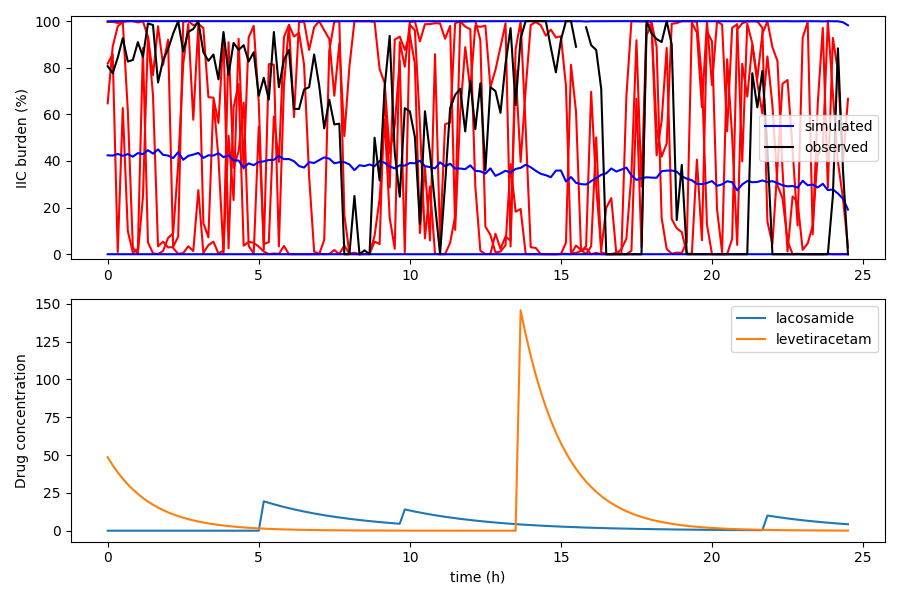 100
80
60
40
20
0
IIC burden (%)
simulated
observed
0 5 10 15 20 25
150
125
100
75
50
25
0
Drug concentration
lacosamide
levetiracetam
0 5 10 15 20 25
time (h)